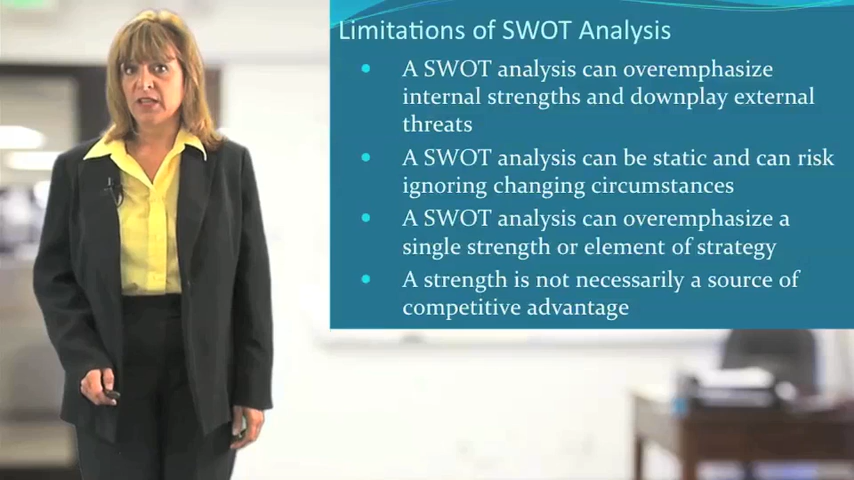 Limitations of SWOT Analysis
• A SWOT analysis can overemphasize
internal strengths and downplay external
threats
• A SWOT analysis can be static and can risk
ignoring changing circumstances
• A SWOT analysis can overemphasize a
single strength or element of strategy
• A strength is not necessarily a source of
competitive advantage